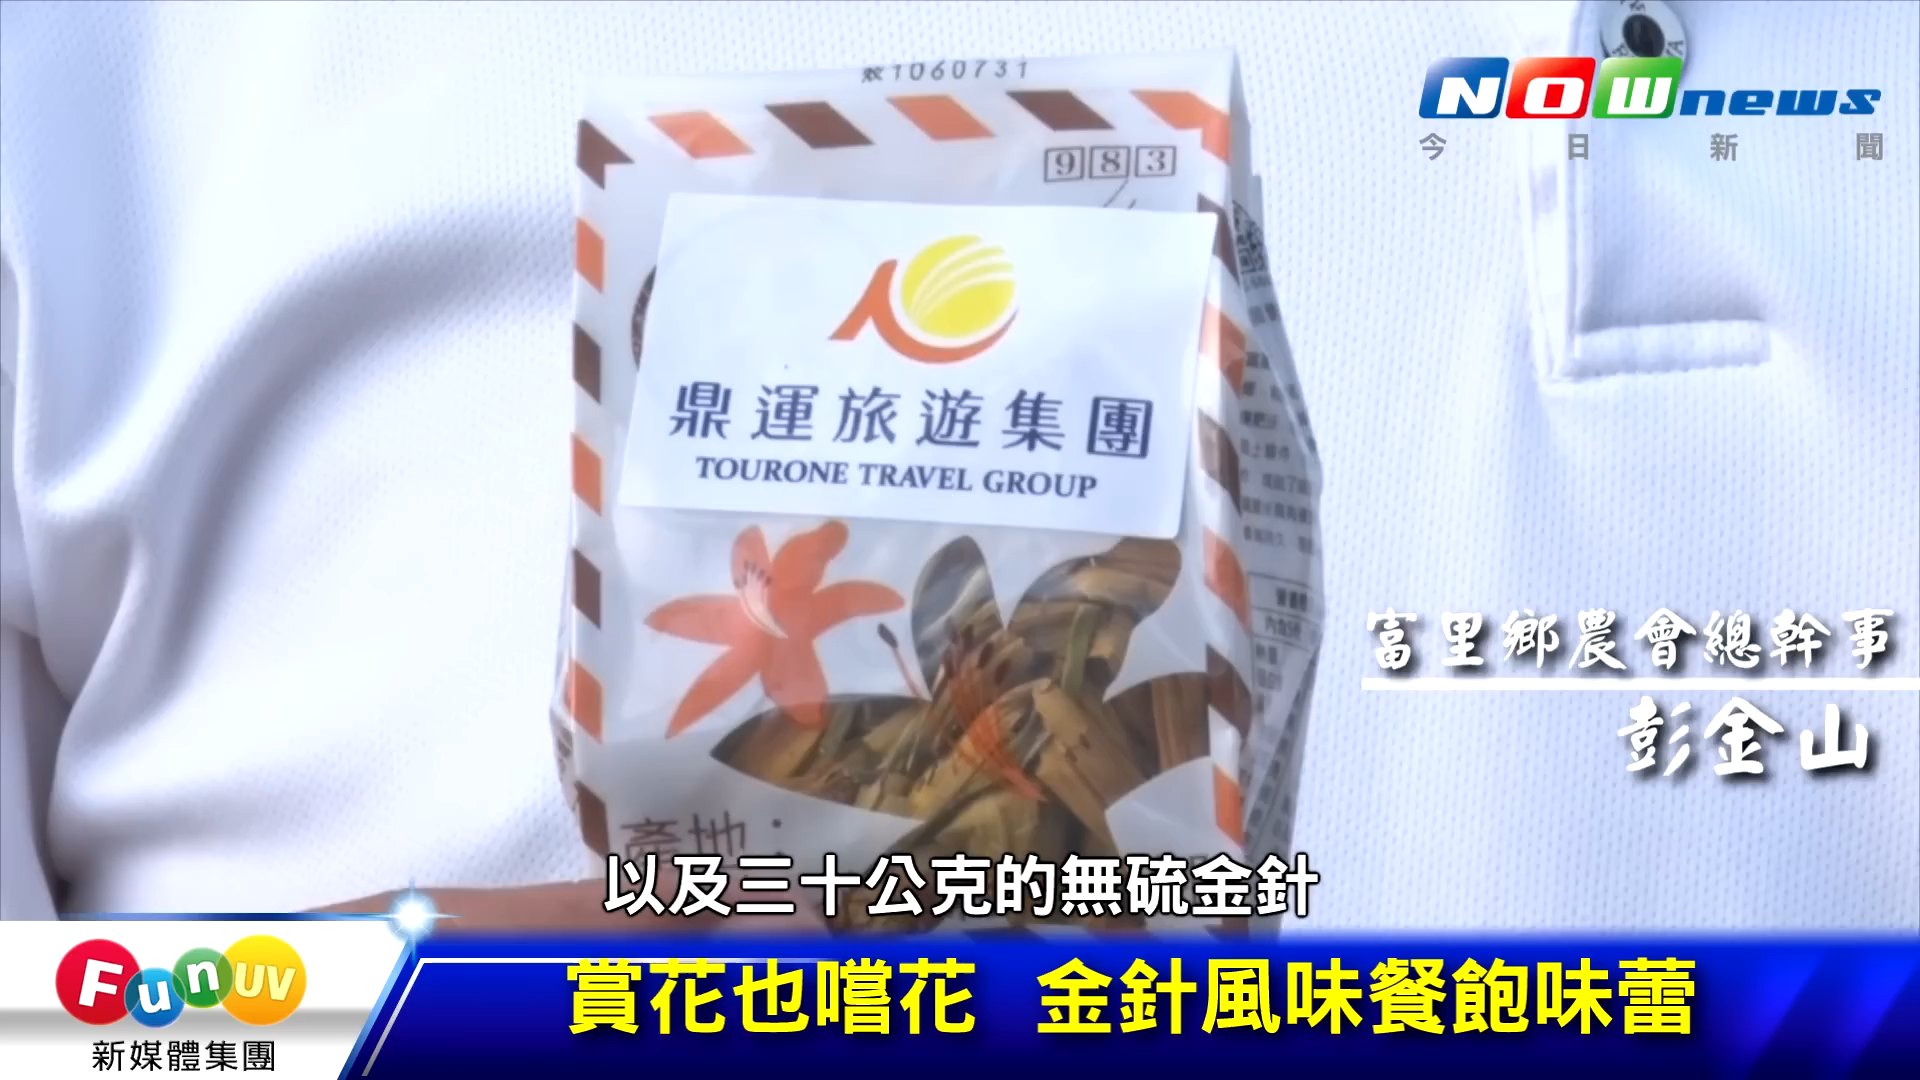 效1060731
NOWnews
今日新聞
983
鼎運旅遊集團
TOURONE TRAVEL GROUP
富里鄉農會總幹事
彭金山
產地：
以及三十公克的無硫金針
賞花也嚐花 金針風味餐飽味蕾
FunUV
新媒體集團